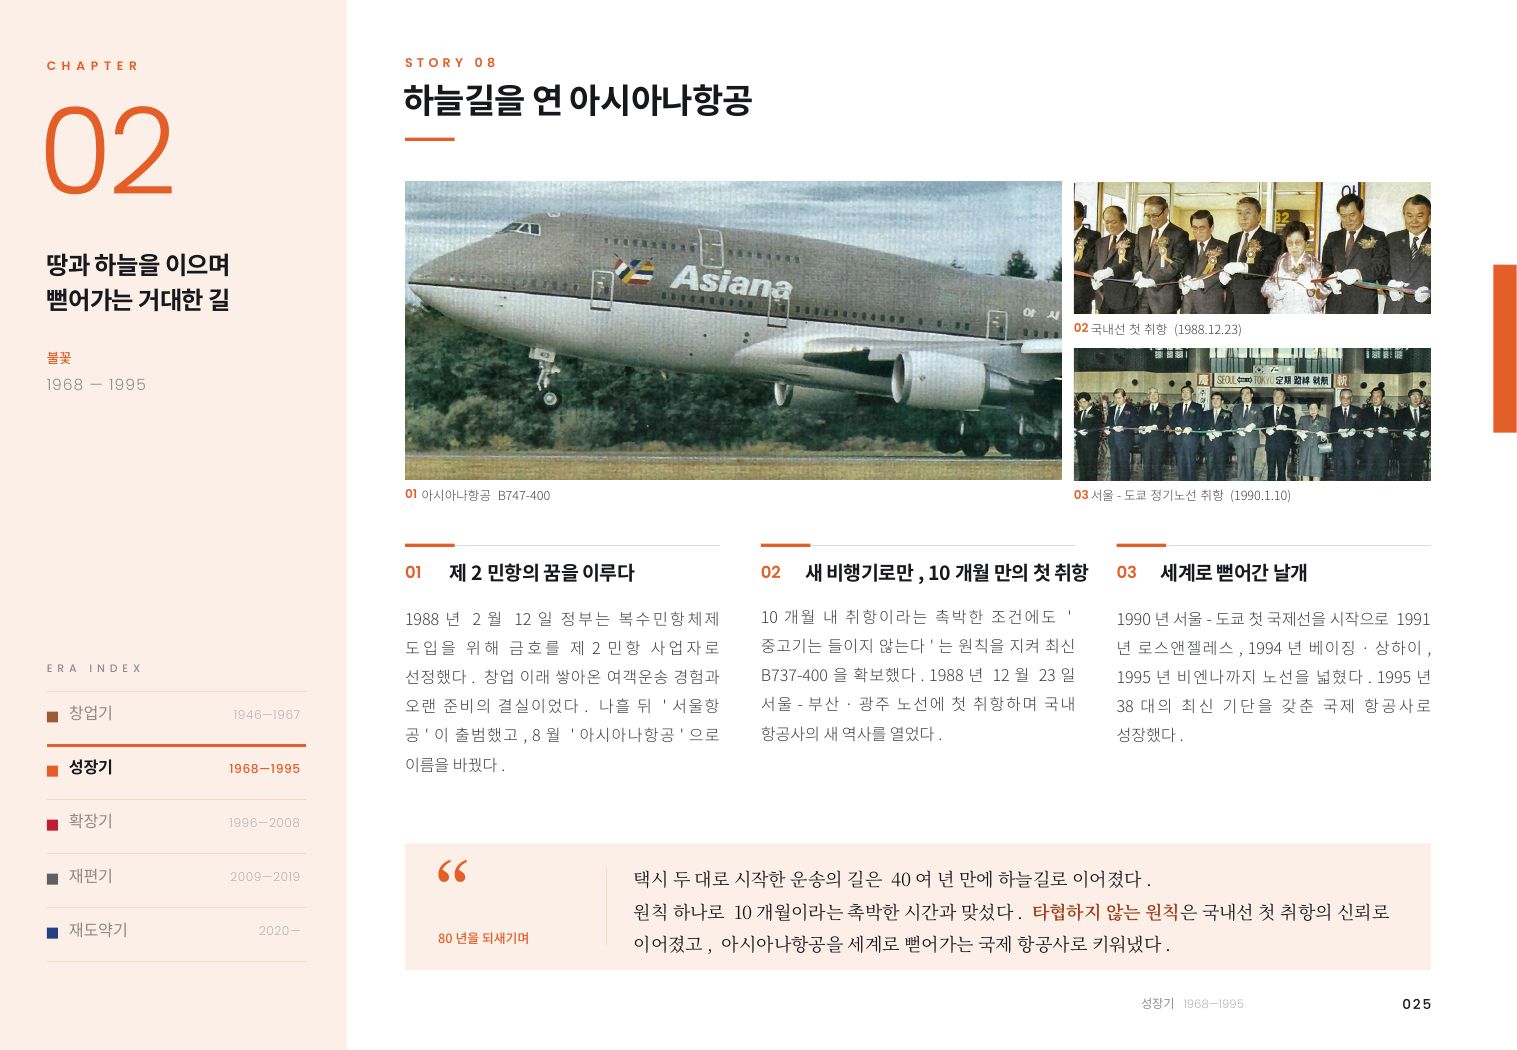 CHAPTER
02
땅과 하늘을 이으며
뻗어가는 거대한 길
불꽃
1968 — 1995
ERA INDEX
창업기 1946—1967
성장기 1968—1995
확장기 1996—2008
재편기 2009—2019
재도약기 2020—
STORY 08
하늘길을 연 아시아나항공
Asiana
아 시
01 아시아나항공 B747-400
32
02 국내선 첫 취항 (1988.12.23)
慶 SEOUL TOKYO 定期 路線 就航 祝
03 서울 - 도쿄 정기노선 취항 (1990.1.10)
01 제 2 민항의 꿈을 이루다
1988 년 2 월 12 일 정부는 복수민항체제
도입을 위해 금호를 제 2 민항 사업자로
선정했다 . 창업 이래 쌓아온 여객운송 경험과
오랜 준비의 결실이었다 . 나흘 뒤 ' 서울항
공 ' 이 출범했고 , 8 월 ' 아시아나항공 ' 으로
이름을 바꿨다 .
02 새 비행기로만 , 10 개월 만의 첫 취항
10 개월 내 취항이라는 촉박한 조건에도 '
중고기는 들이지 않는다 ' 는 원칙을 지켜 최신
B737-400 을 확보했다 . 1988 년 12 월 23 일
서울 - 부산 · 광주 노선에 첫 취항하며 국내
항공사의 새 역사를 열었다 .
03 세계로 뻗어간 날개
1990 년 서울 - 도쿄 첫 국제선을 시작으로 1991
년 로스앤젤레스 , 1994 년 베이징 · 상하이 ,
1995 년 비엔나까지 노선을 넓혔다 . 1995 년
38 대의 최신 기단을 갖춘 국제 항공사로
성장했다 .
“
80 년을 되새기며
택시 두 대로 시작한 운송의 길은 40 여 년 만에 하늘길로 이어졌다 .
원칙 하나로 10 개월이라는 촉박한 시간과 맞섰다 . 타협하지 않는 원칙은 국내선 첫 취항의 신뢰로
이어졌고 , 아시아나항공을 세계로 뻗어가는 국제 항공사로 키워냈다 .
성장기 1968—1995
025